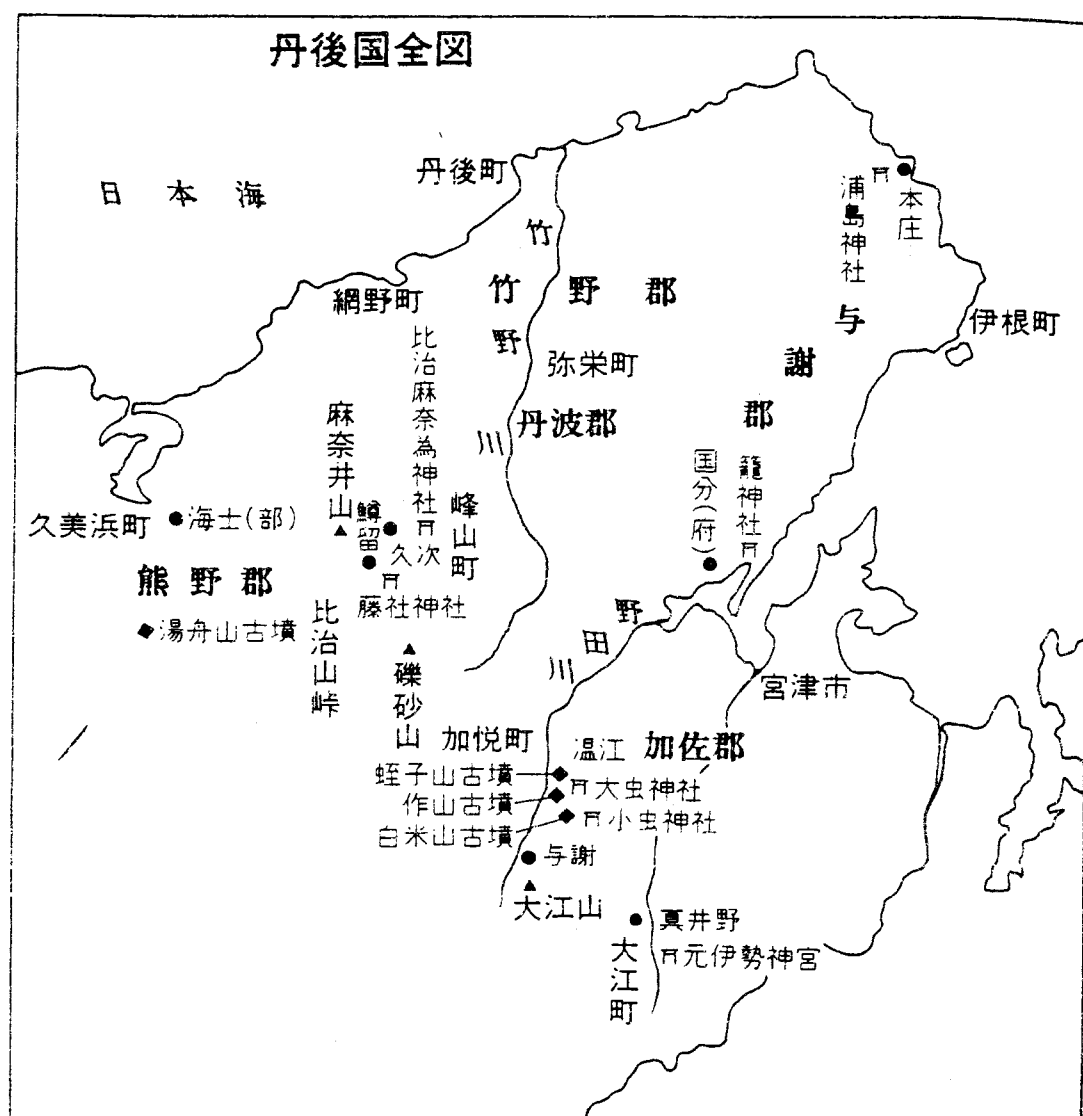 丹後国全図
日本海
丹後町
竹野川
竹野郡
網野町
弥栄町
丹波郡
与謝郡
浦島神社
本庄
伊根町
比治麻奈為神社
麻奈井山
鱒留
久次
峰山町
藤社神社
久美浜町
海士(部)
熊野郡
湯舟山古墳
比治山峠
磯砂山
国分(府)
籠神社
野田川
宮津市
加悦町
温江
加佐郡
蛭子山古墳
大虫神社
作山古墳
小虫神社
白米山古墳
与謝
大江山
真井野
元伊勢神宮
大江町